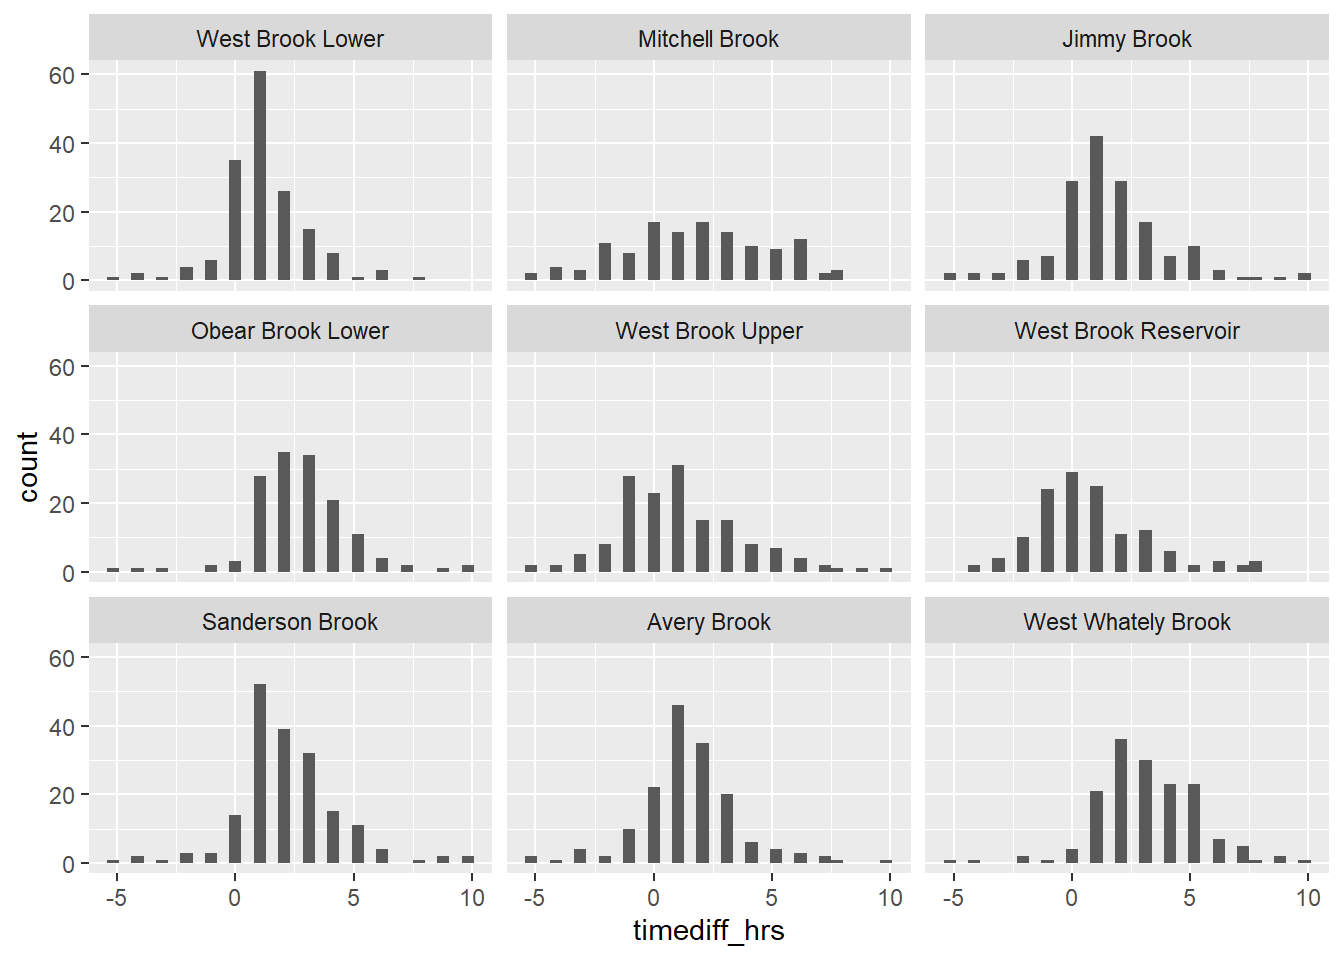 West Brook Lower
Mitchell Brook
Jimmy Brook
60
40
20
0
Obear Brook Lower
West Brook Upper
West Brook Reservoir
60
40
20
0
count
Sanderson Brook
Avery Brook
West Whately Brook
60
40
20
0
-5 0 5 10
-5 0 5 10
-5 0 5 10
timediff_hrs